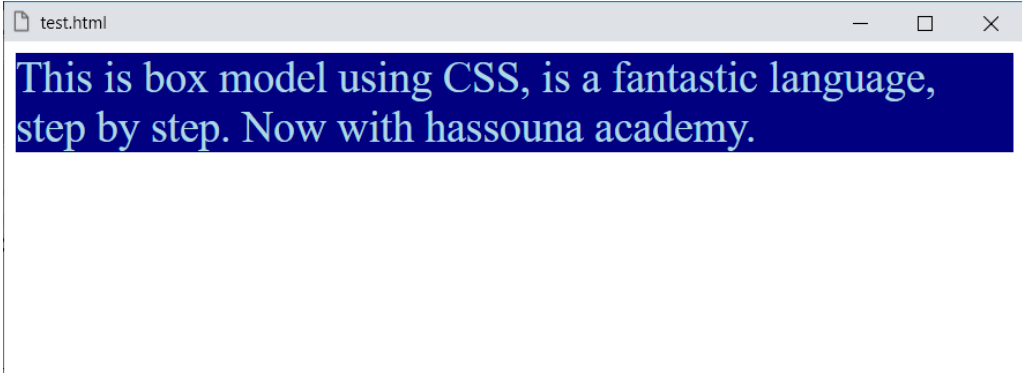 test.html
This is box model using CSS, is a fantastic language,
step by step. Now with hassouna academy.